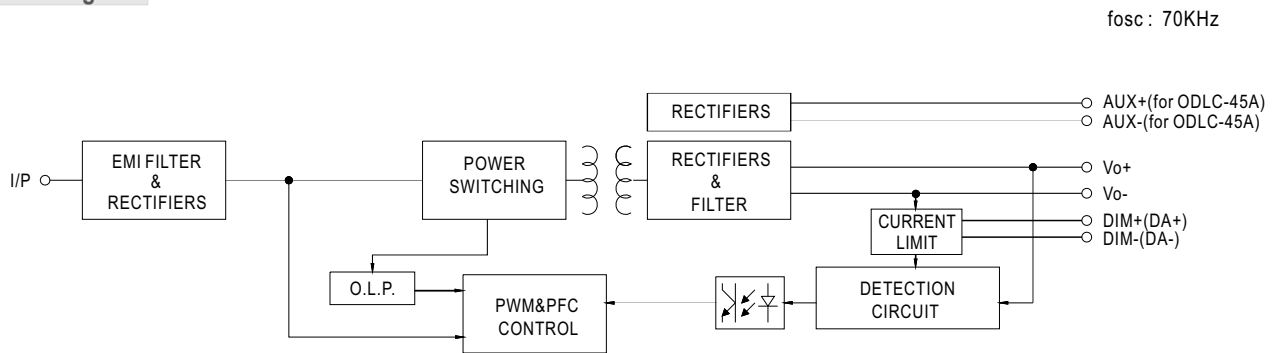 fosc : 70KHz
RECTIFIERS
AUX+(for ODLC-45A)
AUX-(for ODLC-45A)
I/P
EMI FILTER
&
RECTIFIERS
POWER
SWITCHING
RECTIFIERS
&
FILTER
Vo+
Vo-
CURRENT
LIMIT
DIM+(DA+)
DIM-(DA-)
O.L.P.
PWM&PFC
CONTROL
DETECTION
CIRCUIT